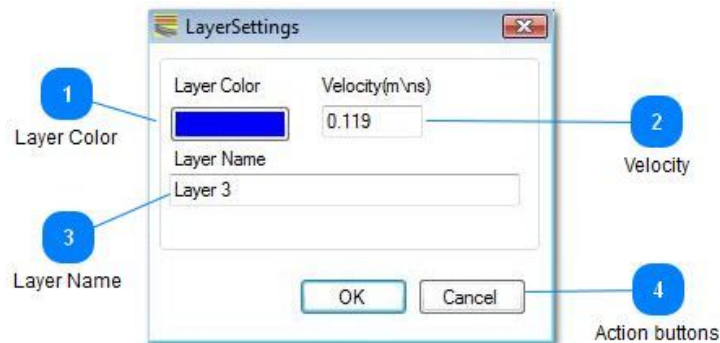 LayerSettings
Layer Color
Velocity(m\ns)
0.119
Layer Name
Layer 3
OK
Cancel
1
Layer Color
2
Velocity
3
Layer Name
4
Action buttons